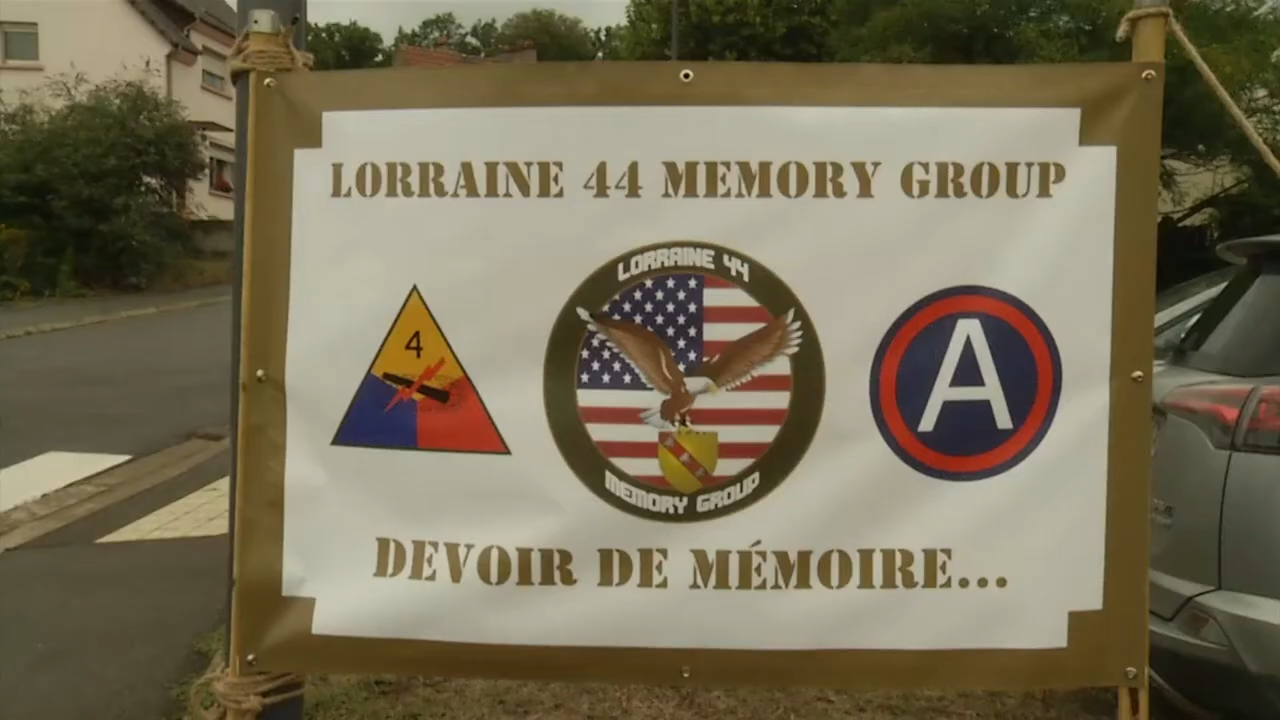 LORRAINE 44 MEMORY GROUP
LORRAINE 44
4
A
MEMORY GROUP
DEVOIR DE MÉMOIRE...